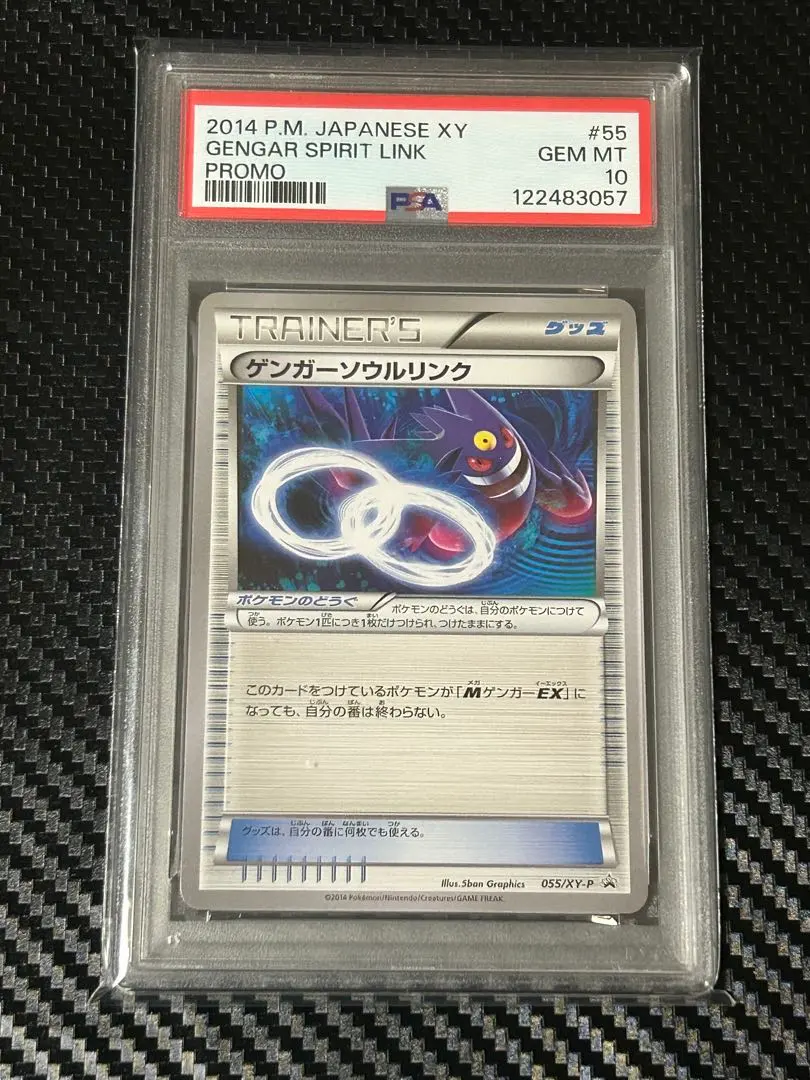 2014 P.M. JAPANESE XY #55
GENGAR SPIRIT LINK GEM MT
PROMO 10
PSA 122483057
TRAINER'S グッズ
ゲンガーソウルリンク
ポケモンのどうぐ ポケモンのどうぐは、自分のポケモンにつけて
使う。ポケモン1匹につき1枚だけつけられ、つけたままにする。
このカードをつけているポケモンが「MゲンガーEX」に
なっても、自分の番は終わらない。
グッズは、自分の番に何枚でも使える。
Illus. 5ban Graphics 055/XY-P
©2014 Pokémon/Nintendo/Creatures/GAME FREAK.